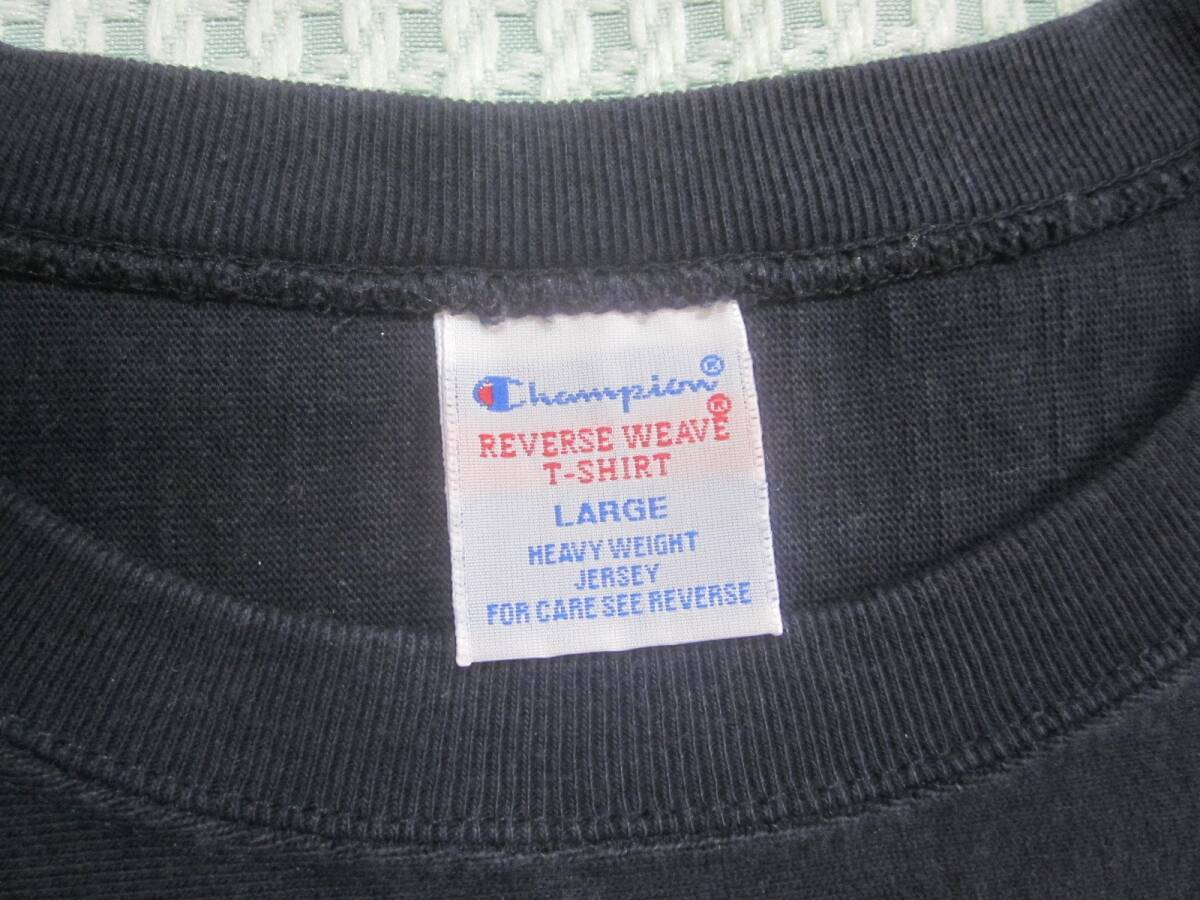 Champion®
REVERSE WEAVE®
T-SHIRT
LARGE
HEAVY WEIGHT
JERSEY
FOR CARE SEE REVERSE